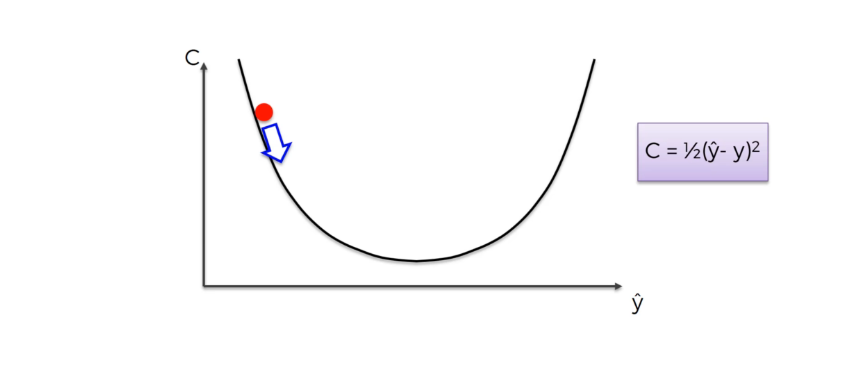 C
C = ½(ŷ- y)²
ŷ